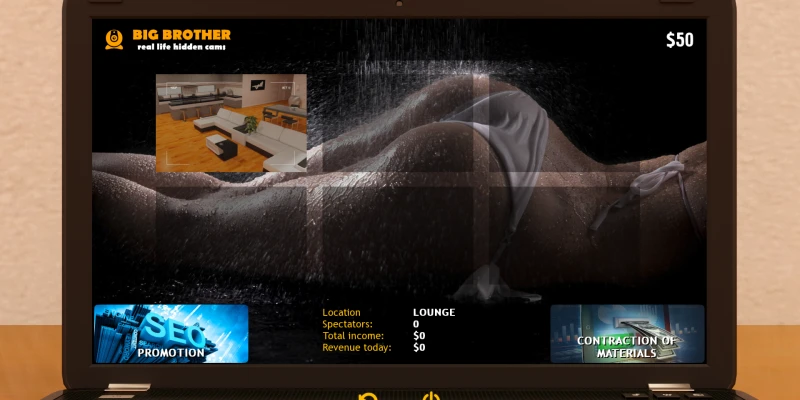 BIG BROTHER
real life hidden cams
$50
Location LOUNGE
Spectators: 0
Total income: $0
Revenue today: $0
SEO
PROMOTION
CONTRACTION OF
MATERIALS